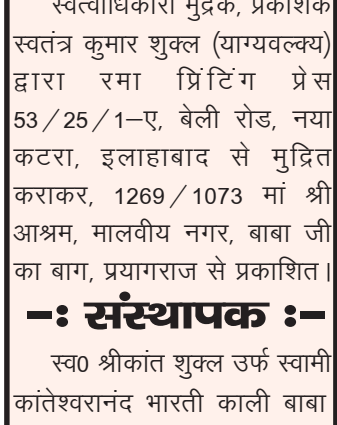 स्वत्वाधिकारी मुद्रक, प्रकाशक
स्वतंत्र कुमार शुक्ल (याग्यवल्क्य)
द्वारा रमा प्रिंटिंग प्रेस
53/25/1–ए, बेली रोड, नया
कटरा, इलाहाबाद से मुद्रित
कराकर, 1269/1073 मां श्री
आश्रम, मालवीय नगर, बाबा जी
का बाग, प्रयागराज से प्रकाशित।
–: संस्थापक :–
स्व0 श्रीकांत शुक्ल उर्फ स्वामी
कांतेश्वरानंद भारती काली बाबा